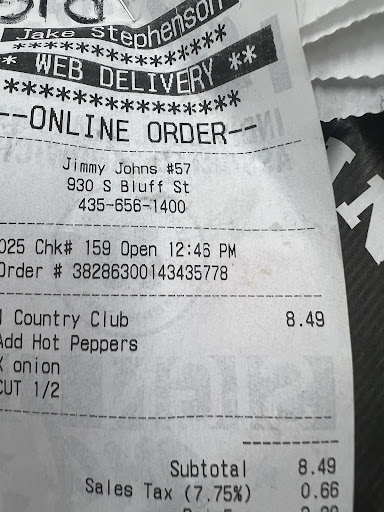 Jake Stephenson
***************
* WEB DELIVERY **
****************
--ONLINE ORDER--
Jimmy Johns #57
930 S Bluff St
435-656-1400
025 Chk# 159 Open 12:46 PM
Order # 38286300143435778
Country Club 8.49
Add Hot Peppers
X onion
CUT 1/2
Subtotal 8.49
Sales Tax (7.75%) 0.66